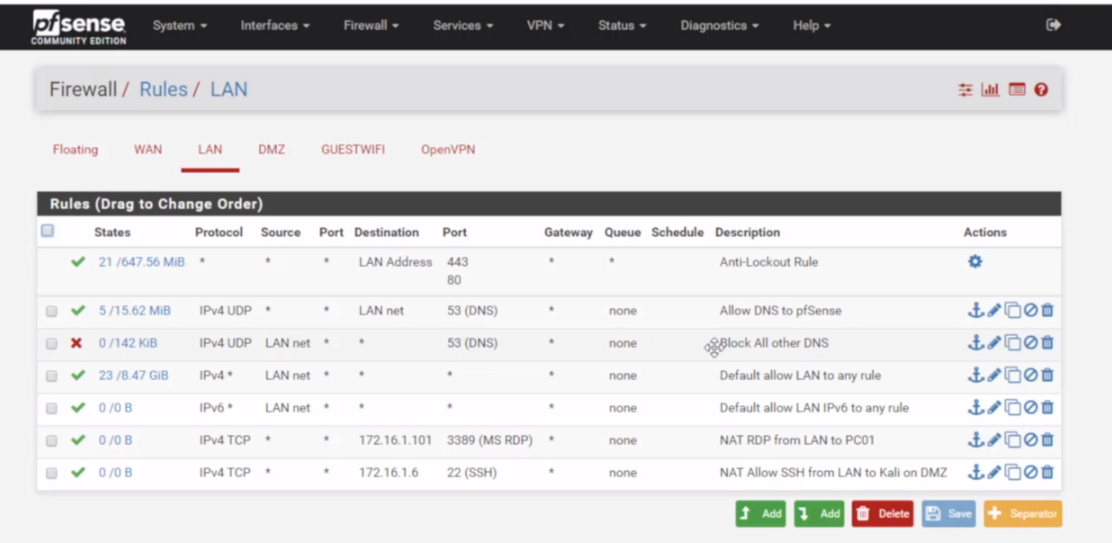 pfsense System Interfaces Firewall Services VPN Status Diagnostics Help
COMMUNITY EDITION
Firewall / Rules / LAN
Floating WAN LAN DMZ GUESTWIFI OpenVPN
Rules (Drag to Change Order)
States Protocol Source Port Destination Port Gateway Queue Schedule Description Actions
21 /647.56 MiB * * * LAN Address 443 * * Anti-Lockout Rule
80
5 /15.62 MiB IPv4 UDP * * LAN net 53 (DNS) * none Allow DNS to pfSense
0 /142 KiB IPv4 UDP LAN net * * 53 (DNS) * none Block All other DNS
23 /8.47 GiB IPv4 * LAN net * * * * none Default allow LAN to any rule
0 /0 B IPv6 * LAN net * * * * none Default allow LAN IPv6 to any rule
0 /0 B IPv4 TCP * * 172.16.1.101 3389 (MS RDP) * none NAT RDP from LAN to PC01
0 /0 B IPv4 TCP * * 172.16.1.6 22 (SSH) * none NAT Allow SSH from LAN to Kali on DMZ
Add Add Delete Save Separator